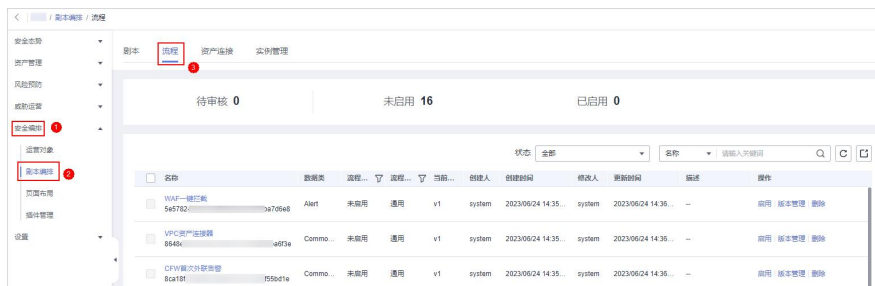 / 剧本编排 / 流程
安全态势
资产管理
风险预防
威胁运营
安全编排 1
运营对象
剧本编排 2
页面布局
插件管理
设置
剧本 流程 资产连接 实例管理
3
待审核 0 未启用 16 已启用 0
状态 全部 名称 请输入关键词
名称 数据类 流程... 流程... 当前... 创建人 创建时间 修改人 更新时间 描述 操作
WAF一键拦截 Alert 未启用 通用 v1 system 2023/06/24 14:35... system 2023/06/24 14:36... -- 启用 版本管理 删除
5e5782 ba7d6e8
VPC资产连接器 Commo... 未启用 通用 v1 system 2023/06/24 14:35... system 2023/06/24 14:36... -- 启用 版本管理 删除
8648 a6f3e
CFW首次外联告警 Commo... 未启用 通用 v1 system 2023/06/24 14:35... system 2023/06/24 14:36... -- 启用 版本管理 删除
8ca18f f55bd1e